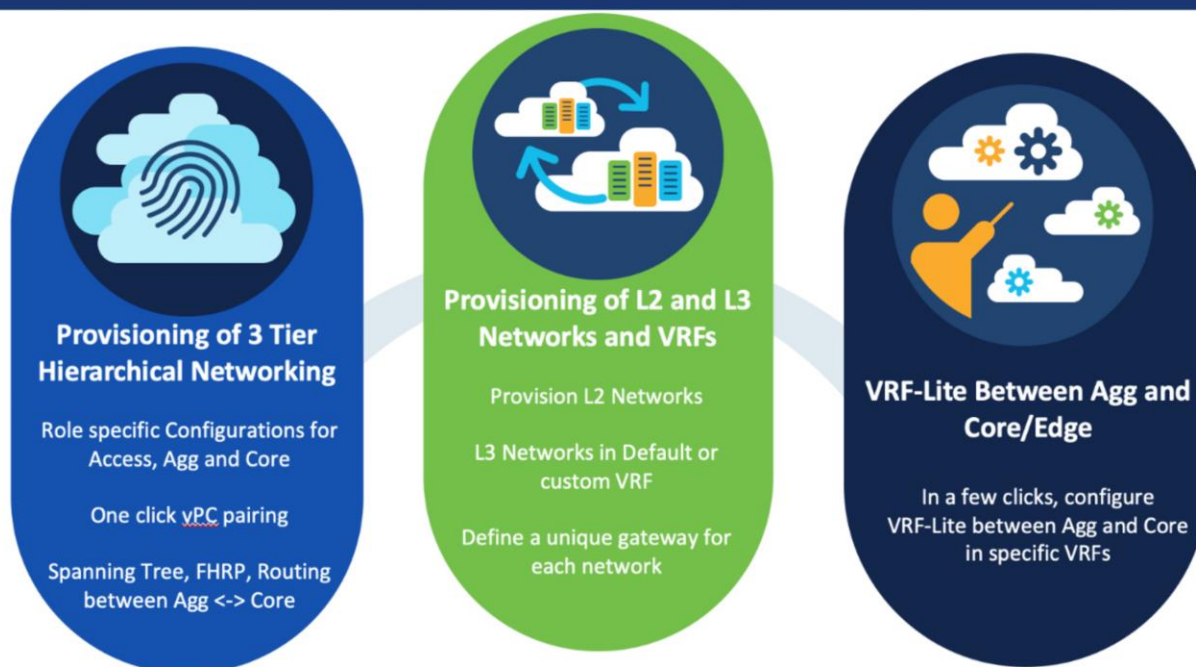 Provisioning of 3 Tier
Hierarchical Networking
Role specific Configurations for
Access, Agg and Core
One click vPC pairing
Spanning Tree, FHRP, Routing
between Agg <-> Core
Provisioning of L2 and L3
Networks and VRFs
Provision L2 Networks
L3 Networks in Default or
custom VRF
Define a unique gateway for
each network
VRF-Lite Between Agg and
Core/Edge
In a few clicks, configure
VRF-Lite between Agg and Core
in specific VRFs